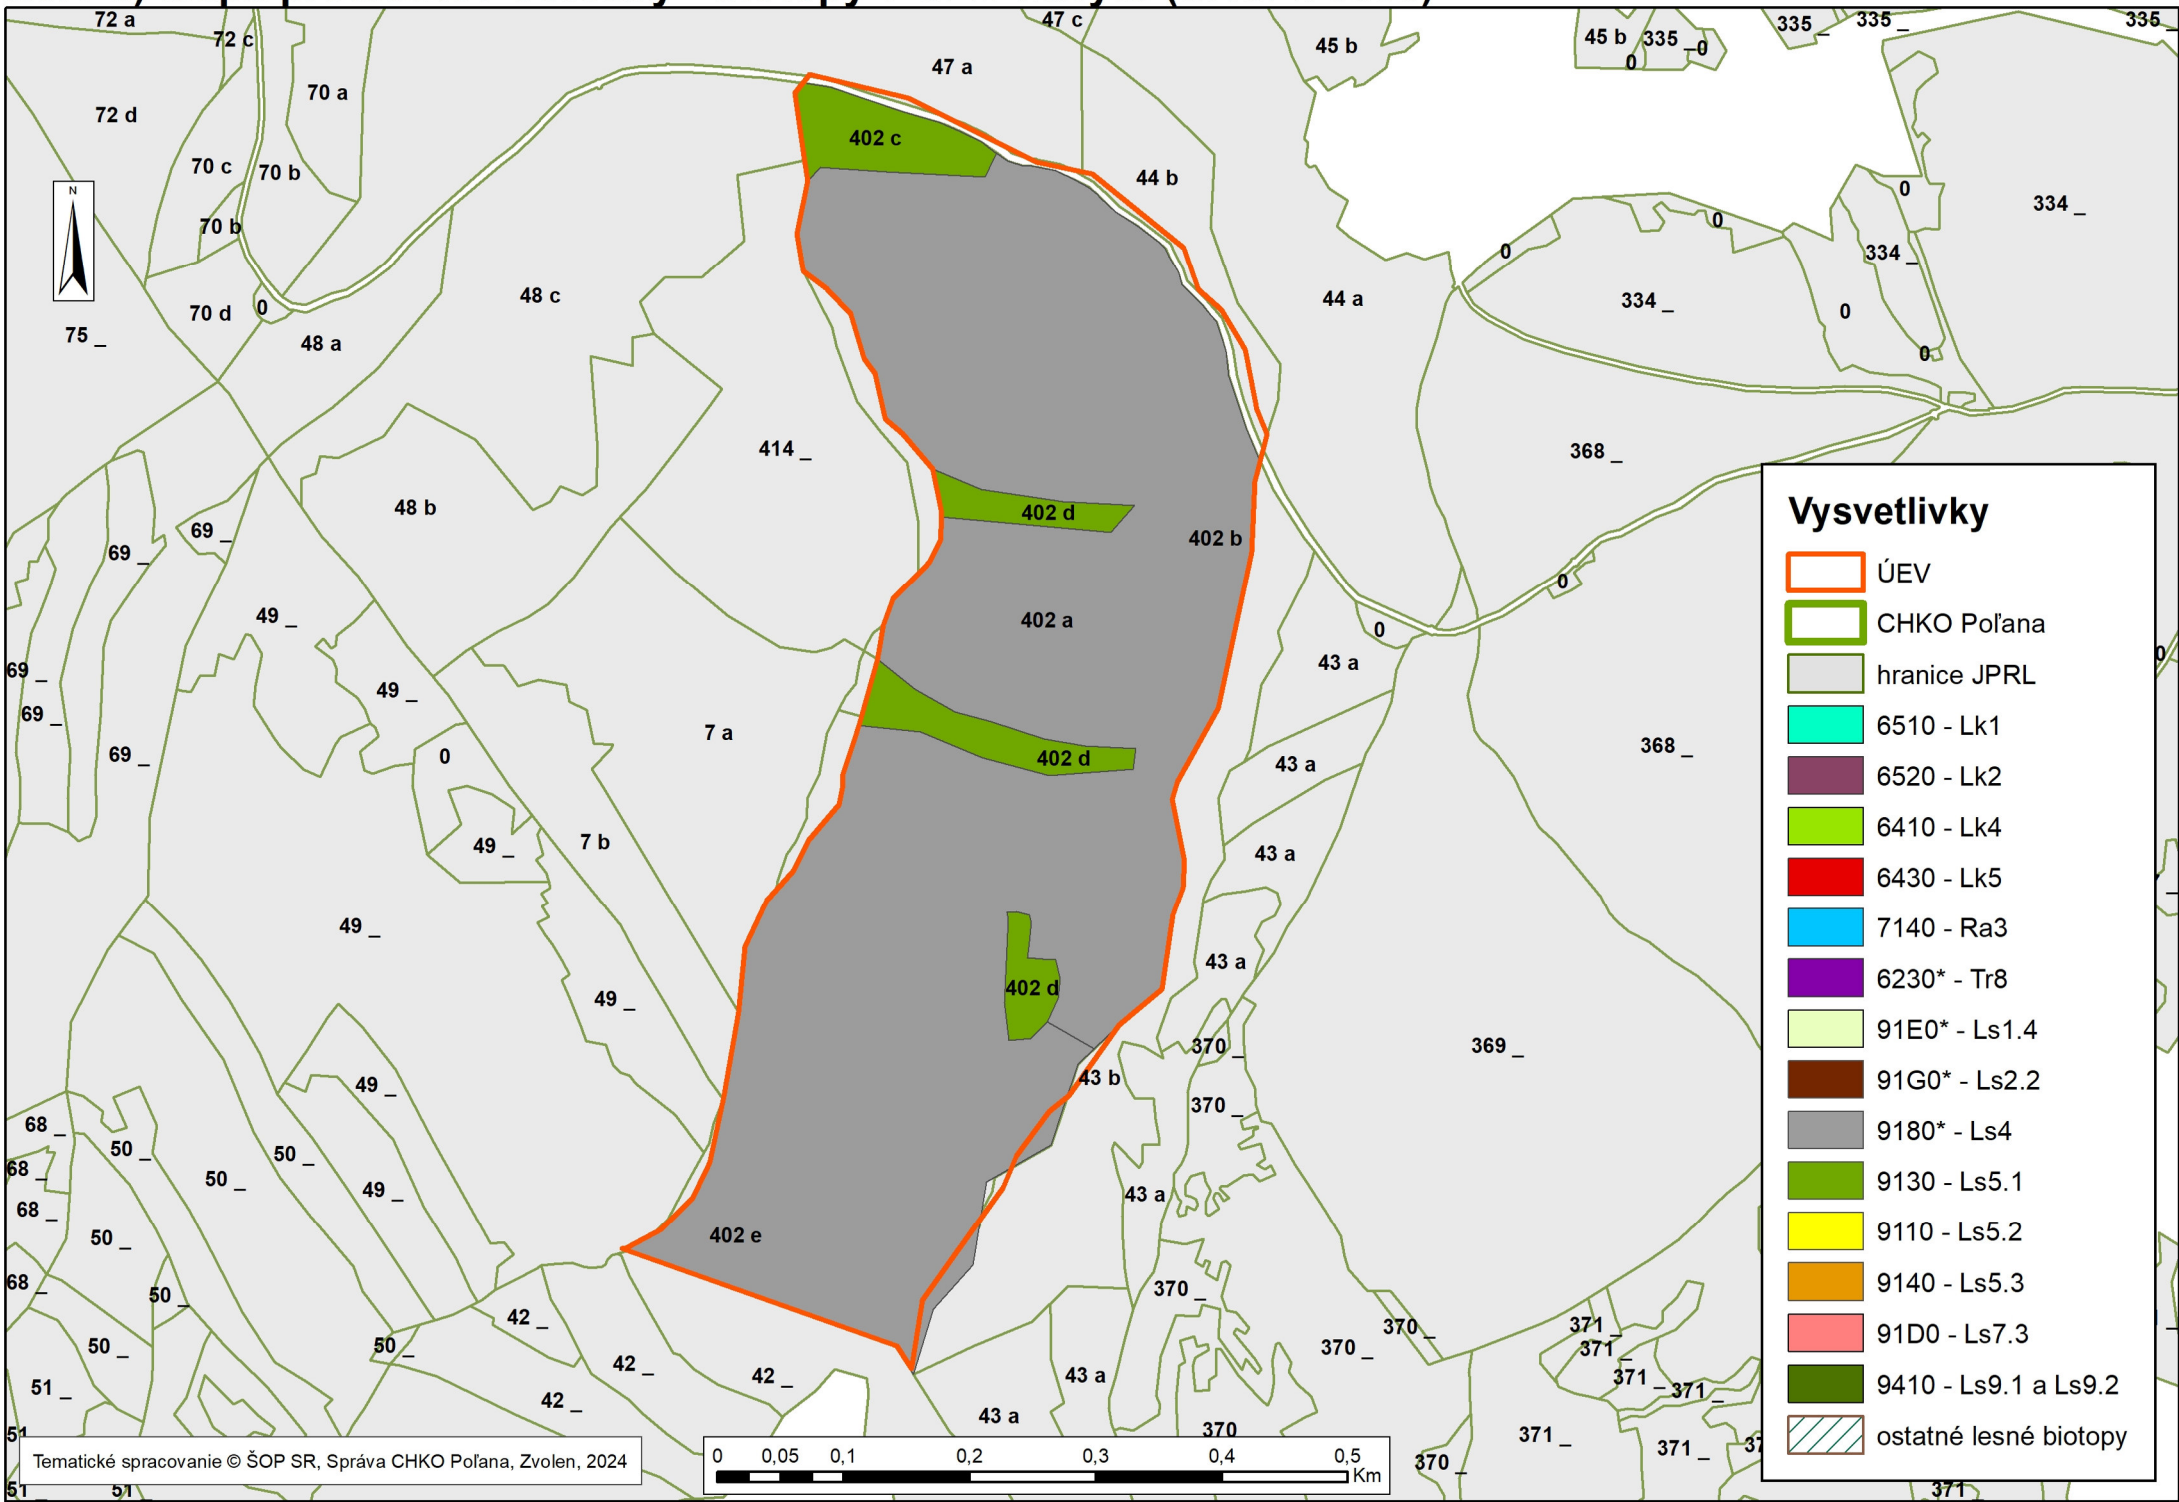 72 a
72 c
47 c
45 b
45 b
335 _
0
0
335 _
335 _
335 _
47 a
70 a
72 d
402 c
70 c
70 b
44 b
0
N
334 _
70 b
0
0
334 _
48 c
44 a
334 _
70 d
0
0
75 _
48 a
0
414 _
368 _
48 b
402 d
69 _
402 b
69 _
0
49 _
402 a
0
43 a
0
69 _
49 _
69 _
7 a
368 _
69 _
0
402 d
43 a
7 b
49 _
43 a
49 _
43 a
402 d
49 _
370 _
369 _
43 b
49 _
370 _
68 _
50 _
50 _
68 _
50 _
49 _
43 a
68 _
402 e
50 _
68 _
50 _
370 _
42 _
370 _
371 _
50 _
50 _
370 _
371 _
42 _
42 _
43 a
371 _
371 _
51 _
42 _
43 a
370
51
371 _
371 _
37
370 _
51 _
51 _
371 _
Vysvetlivky
ÚEV
CHKO Poľana
hranice JPRL
6510 - Lk1
6520 - Lk2
6410 - Lk4
6430 - Lk5
7140 - Ra3
6230* - Tr8
91E0* - Ls1.4
91G0* - Ls2.2
9180* - Ls4
9130 - Ls5.1
9110 - Ls5.2
9140 - Ls5.3
91D0 - Ls7.3
9410 - Ls9.1 a Ls9.2
ostatné lesné biotopy
Tematické spracovanie © ŠOP SR, Správa CHKO Poľana, Zvolen, 2024
0 0,05 0,1 0,2 0,3 0,4 0,5
Km